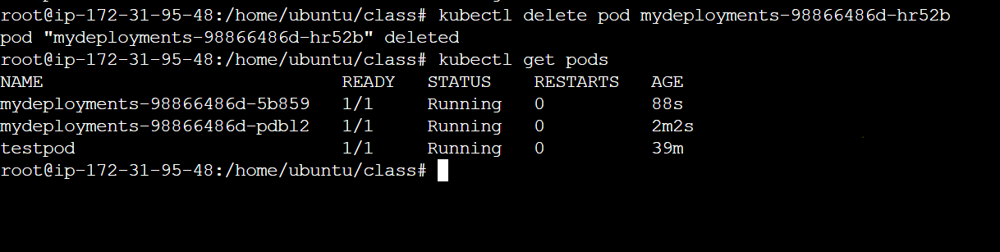 root@ip-172-31-95-48:/home/ubuntu/class# kubectl delete pod mydeployments-98866486d-hr52b
pod "mydeployments-98866486d-hr52b" deleted
root@ip-172-31-95-48:/home/ubuntu/class# kubectl get pods
NAME                            READY   STATUS    RESTARTS   AGE
mydeployments-98866486d-5b859   1/1     Running   0          88s
mydeployments-98866486d-pdbl2   1/1     Running   0          2m2s
testpod                         1/1     Running   0          39m
root@ip-172-31-95-48:/home/ubuntu/class#